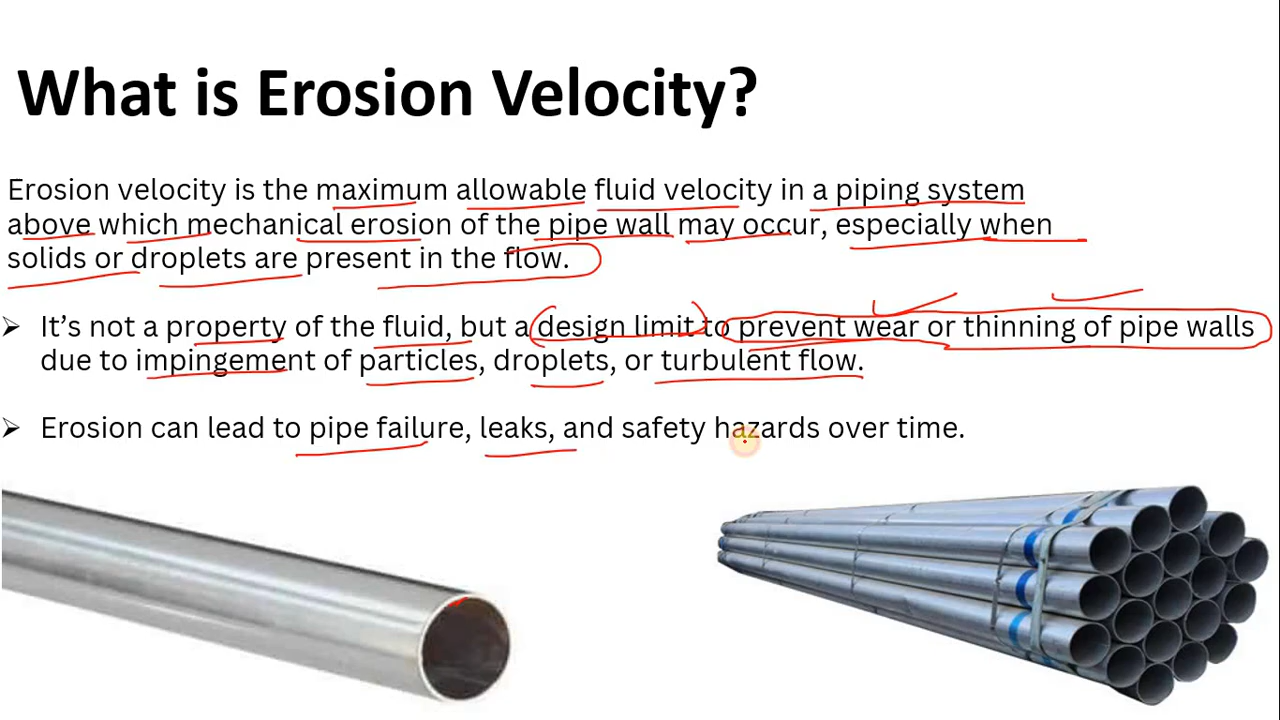 What is Erosion Velocity?
Erosion velocity is the maximum allowable fluid velocity in a piping system
above which mechanical erosion of the pipe wall may occur, especially when
solids or droplets are present in the flow.
➢ It’s not a property of the fluid, but a design limit to prevent wear or thinning of pipe walls
due to impingement of particles, droplets, or turbulent flow.
➢ Erosion can lead to pipe failure, leaks, and safety hazards over time.